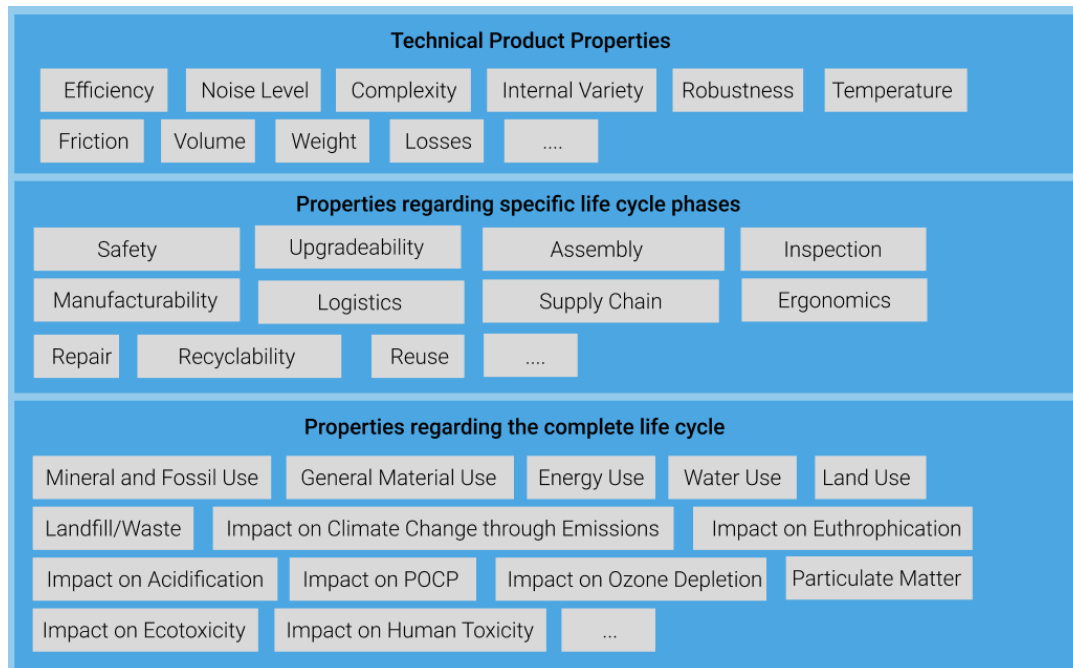 Technical Product Properties
Efficiency Noise Level Complexity Internal Variety Robustness Temperature
Friction Volume Weight Losses ....
Properties regarding specific life cycle phases
Safety Upgradeability Assembly Inspection
Manufacturability Logistics Supply Chain Ergonomics
Repair Recyclability Reuse ....
Properties regarding the complete life cycle
Mineral and Fossil Use General Material Use Energy Use Water Use Land Use
Landfill/Waste Impact on Climate Change through Emissions Impact on Euthrophication
Impact on Acidification Impact on POCP Impact on Ozone Depletion Particulate Matter
Impact on Ecotoxicity Impact on Human Toxicity ...